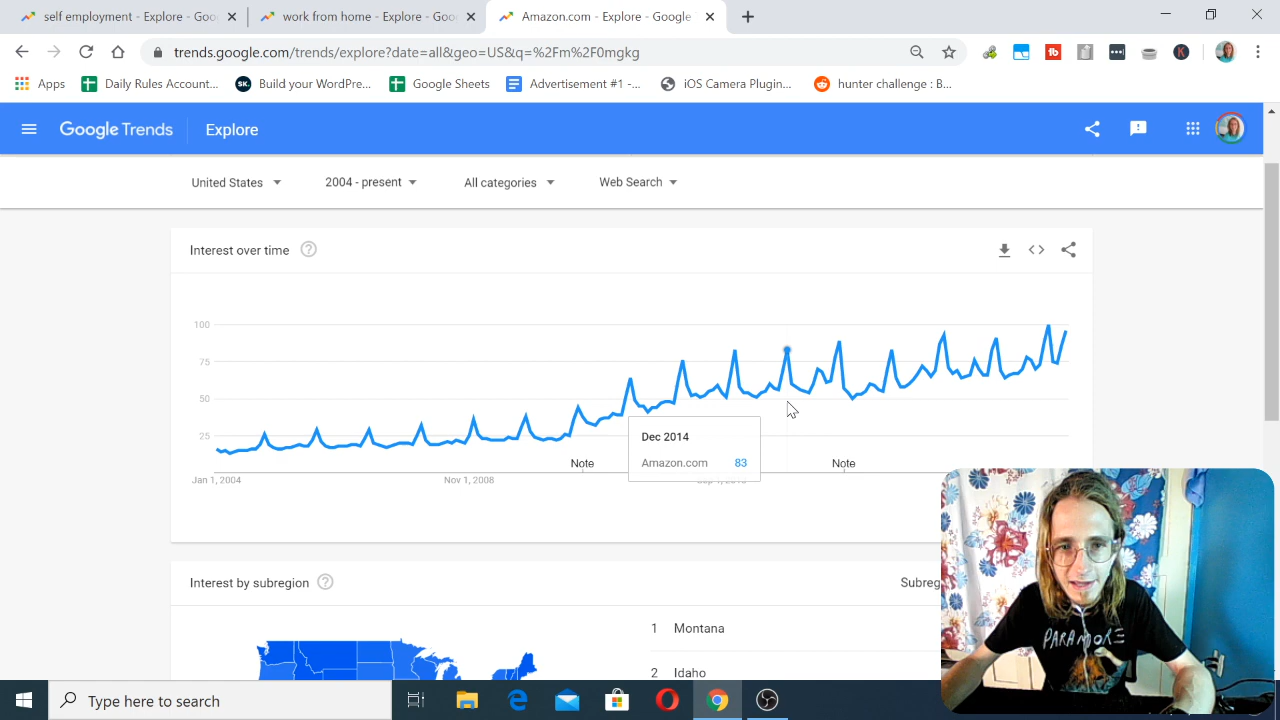 self employment - Explore - Goo
work from home - Explore - Goo
Amazon.com - Explore - Google
trends.google.com/trends/explore?date=all&geo=US&q=%2Fm%2F0mgkg
Apps
Daily Rules Account...
SK.
Build your WordPre...
Google Sheets
Advertisement #1 -...
iOS Camera Plugin...
hunter challenge : B...
Google Trends
Explore
United States
2004 - present
All categories
Web Search
Interest over time
100
75
50
25
Note
Note
Dec 2014
Amazon.com 83
Jan 1, 2004
Nov 1, 2008
Interest by subregion
Subreg
1 Montana
2 Idaho
PARAMORE
Type here to search